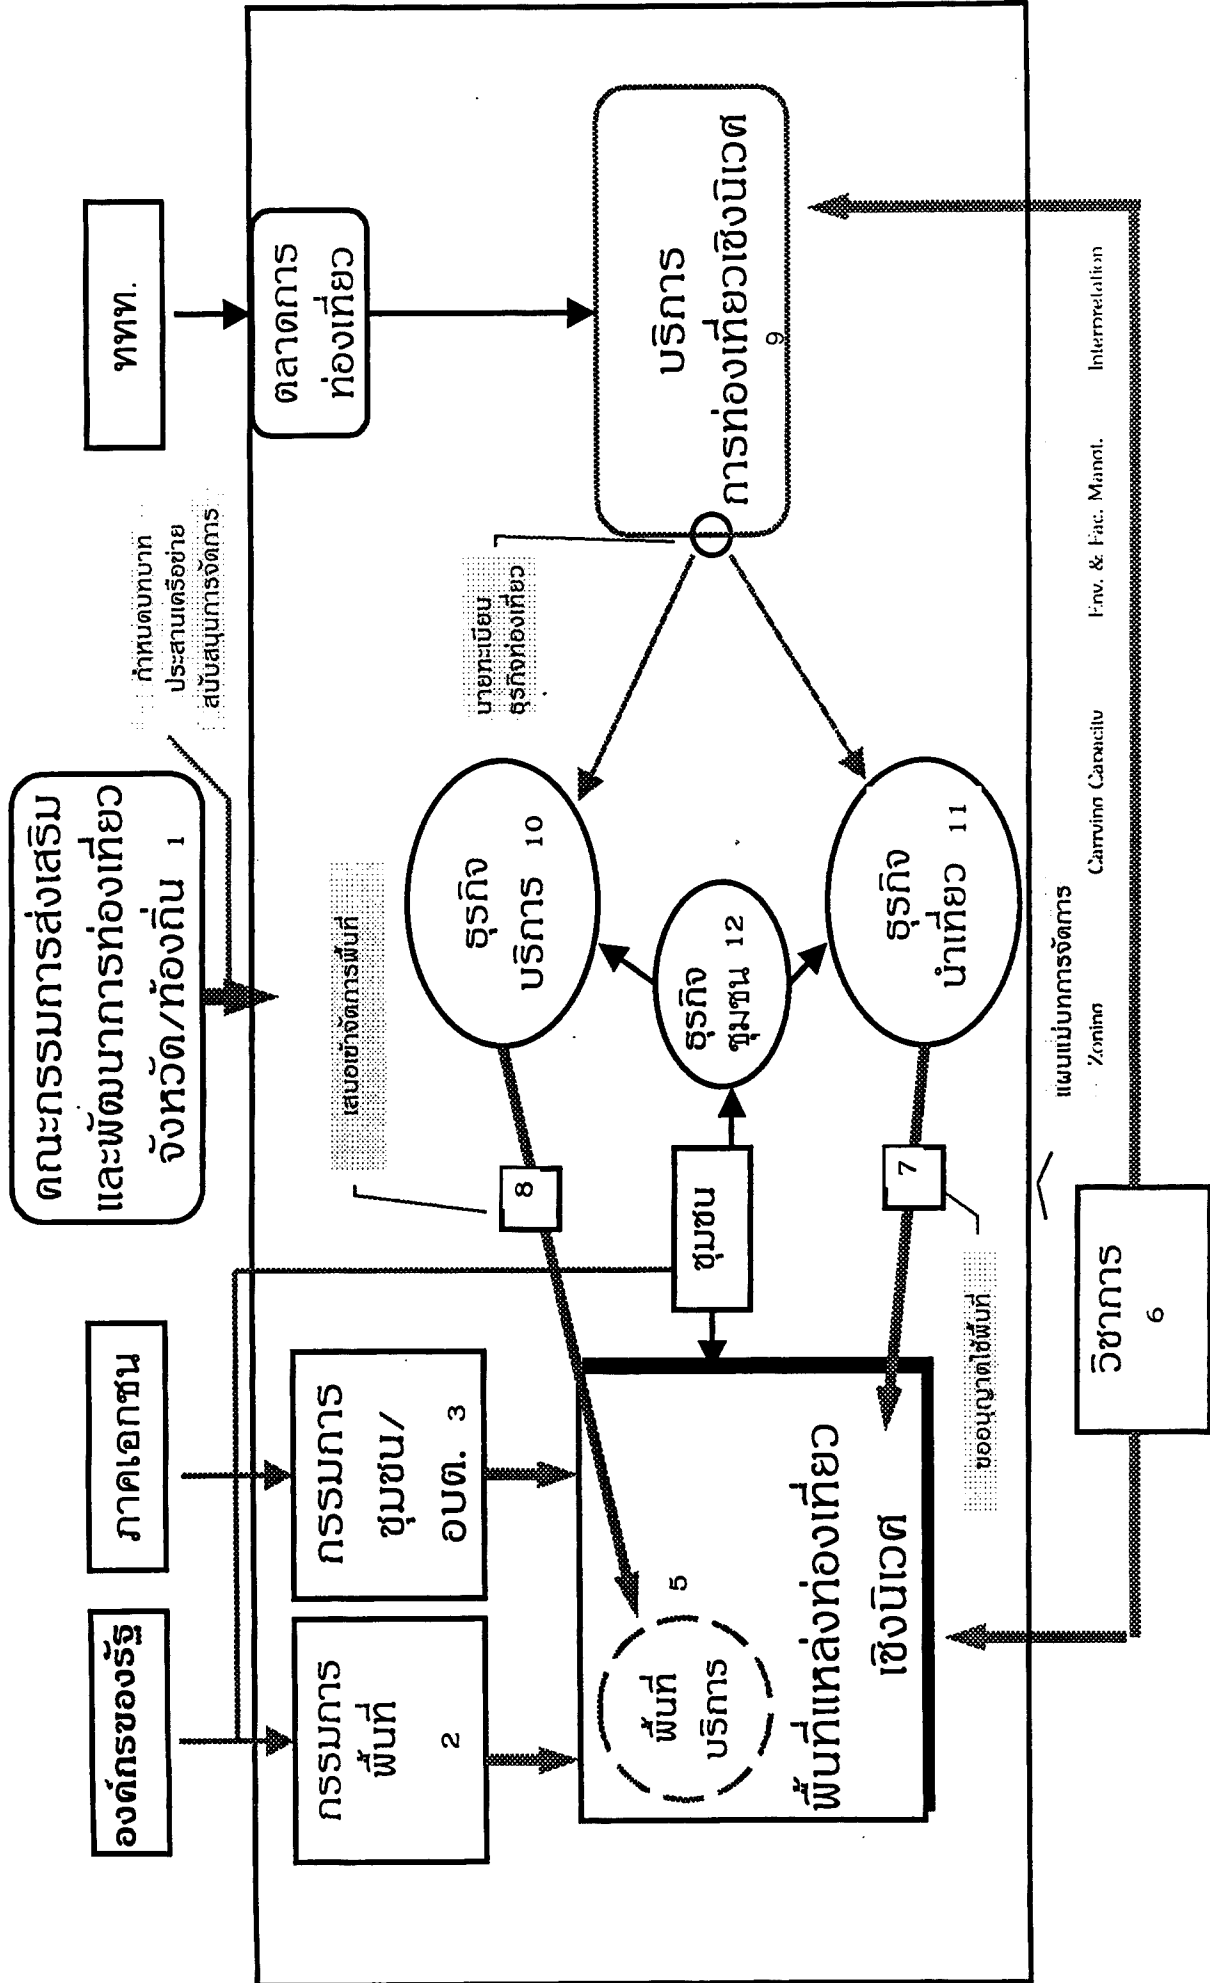 คณะกรรมการส่งเสริม
และพัฒนาการท่องเที่ยว
จังหวัด/ท้องถิ่น 1
องค์กรของรัฐ
ภาคเอกชน
ททท.
กำหนดบทบาท
ประสานเครือข่าย
สนับสนุนการจัดการ
กรรมการ
พื้นที่
2
กรรมการ
ชุมชน/
อบต. 3
ตลาดการ
ท่องเที่ยว
เสนอเข้าจัดการพื้นที่
นายทะเบียน
ธุรกิจท่องเที่ยว
8
ธุรกิจ
บริการ 10
บริการ
การท่องเที่ยวเชิงนิเวศ
9
พื้นที่
บริการ
5
พื้นที่แหล่งท่องเที่ยว
เชิงนิเวศ
ชุมชน
ธุรกิจ
ชุมชน 12
7
ธุรกิจ
นำเที่ยว 11
ขออนุญาตใช้พื้นที่
แผนแม่บทการจัดการ
Zoning Carrying Capacity Env. & Fac. Mangt. Interpretation
วิชาการ
6